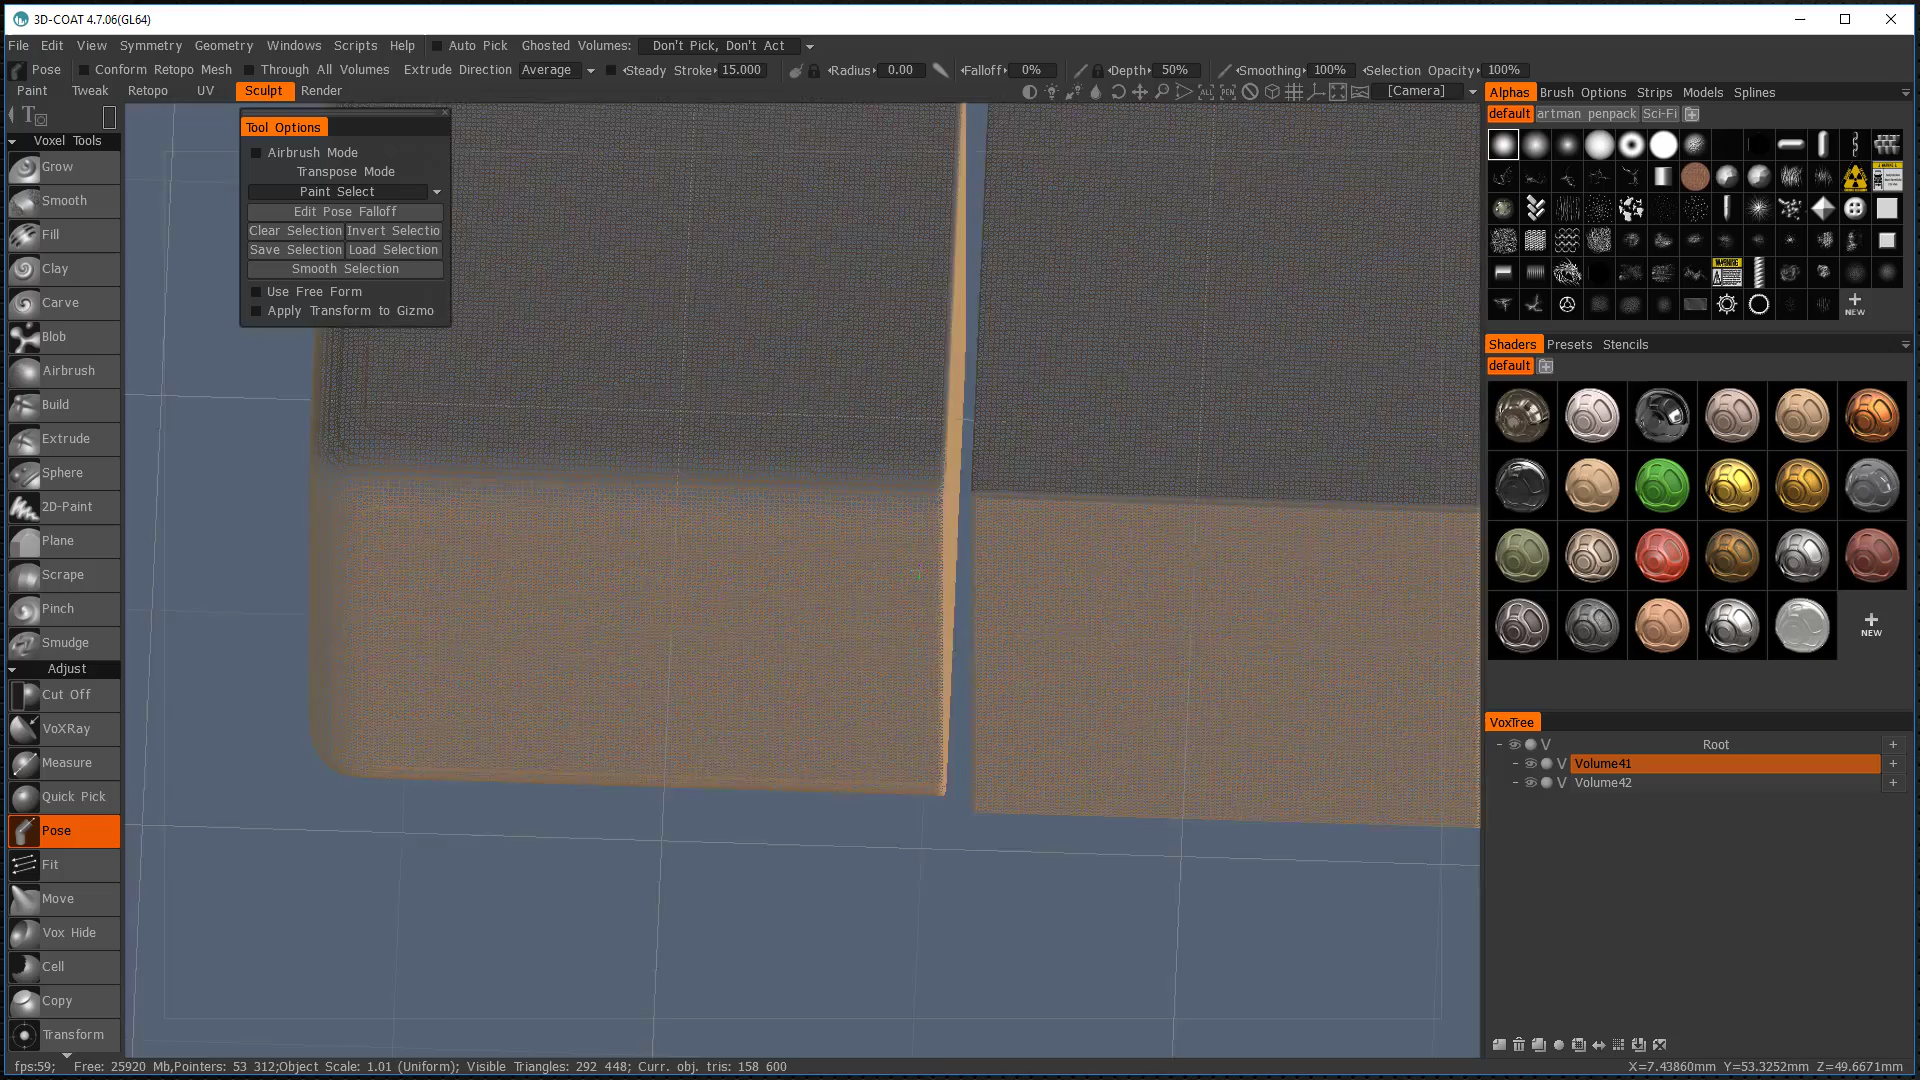 3D-COAT 4.7.06(GL64)
File Edit View Symmetry Geometry Windows Scripts Help Auto Pick Ghosted Volumes: Don't Pick, Don't Act
Pose Conform Retopo Mesh Through All Volumes Extrude Direction Average Steady Stroke 15.000 Radius 0.00 Falloff 0% Depth 50% Smoothing 100% Selection Opacity 100%
Paint Tweak Retopo UV Sculpt Render [Camera]
Alphas Brush Options Strips Models Splines
default artman penpack Sci-Fi
Tool Options
Airbrush Mode
Transpose Mode
Paint Select
Edit Pose Falloff
Clear Selection Invert Selectio
Save Selection Load Selection
Smooth Selection
Use Free Form
Apply Transform to Gizmo
Voxel Tools
Grow
Smooth
Fill
Clay
Carve
Blob
Airbrush
Build
Extrude
Sphere
2D-Paint
Plane
Scrape
Pinch
Smudge
Adjust
Cut Off
VoXRay
Measure
Quick Pick
Pose
Fit
Move
Vox Hide
Cell
Copy
Transform
WARNING
NEW
Shaders Presets Stencils
default
NEW
VoxTree
V Root
V Volume41
V Volume42
fps:59; Free: 25920 Mb,Pointers: 53 312;Object Scale: 1.01 (Uniform); Visible Triangles: 292 448; Curr. obj. tris: 158 600
X=7.43860mm Y=53.3252mm Z=49.6671mm